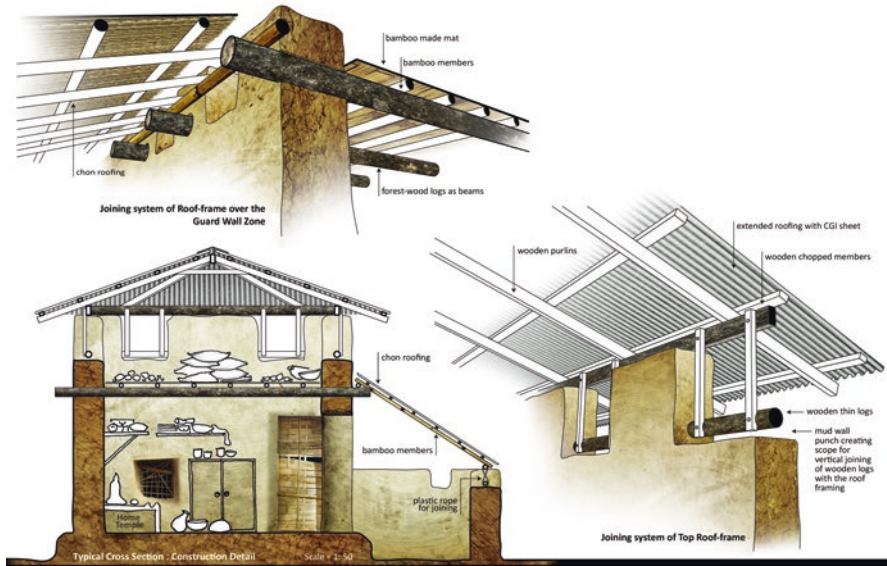 bamboo made mat
bamboo members
chon roofing
forest-wood logs as beams
Joining system of Roof-frame over the
Guard Wall Zone
extended roofing with CGI sheet
wooden purlins
wooden chopped members
chon roofing
wooden thin logs
bamboo members
mud wall
punch creating
scope for
vertical joining
of wooden logs
with the roof
framing
plastic rope
for joining
Home
Temple
Joining system of Top Roof-frame
Typical Cross Section : Construction Detail
Scale = 1: 50